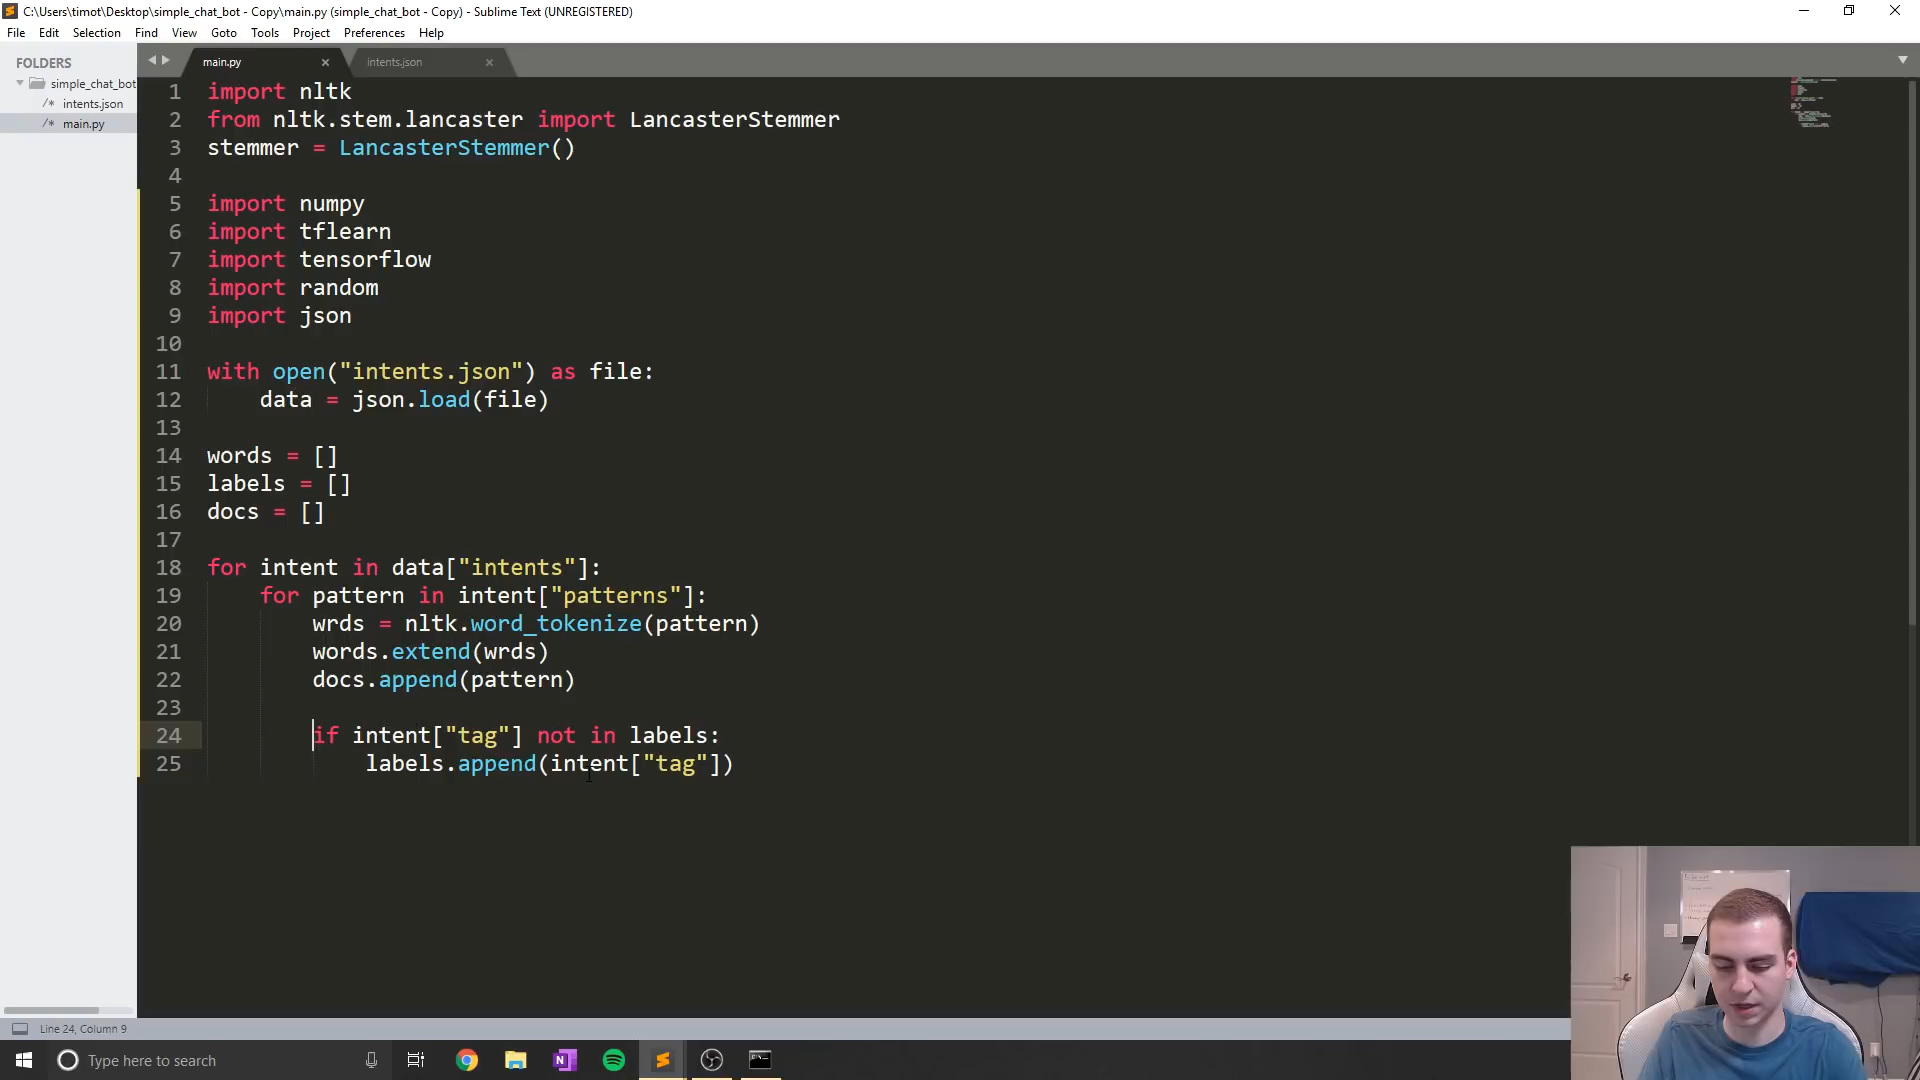 C:\Users\timot\Desktop\simple_chat_bot - Copy\main.py (simple_chat_bot - Copy) - Sublime Text (UNREGISTERED)
File Edit Selection Find View Goto Tools Project Preferences Help
FOLDERS
simple_chat_bot
/* intents.json
/* main.py
main.py
intents.json
1 import nltk
2 from nltk.stem.lancaster import LancasterStemmer
3 stemmer = LancasterStemmer()
4
5 import numpy
6 import tflearn
7 import tensorflow
8 import random
9 import json
10
11 with open("intents.json") as file:
12 data = json.load(file)
13
14 words = []
15 labels = []
16 docs = []
17
18 for intent in data["intents"]:
19 for pattern in intent["patterns"]:
20 wrds = nltk.word_tokenize(pattern)
21 words.extend(wrds)
22 docs.append(pattern)
23
24 if intent["tag"] not in labels:
25 labels.append(intent["tag"])
Line 24, Column 9
Type here to search